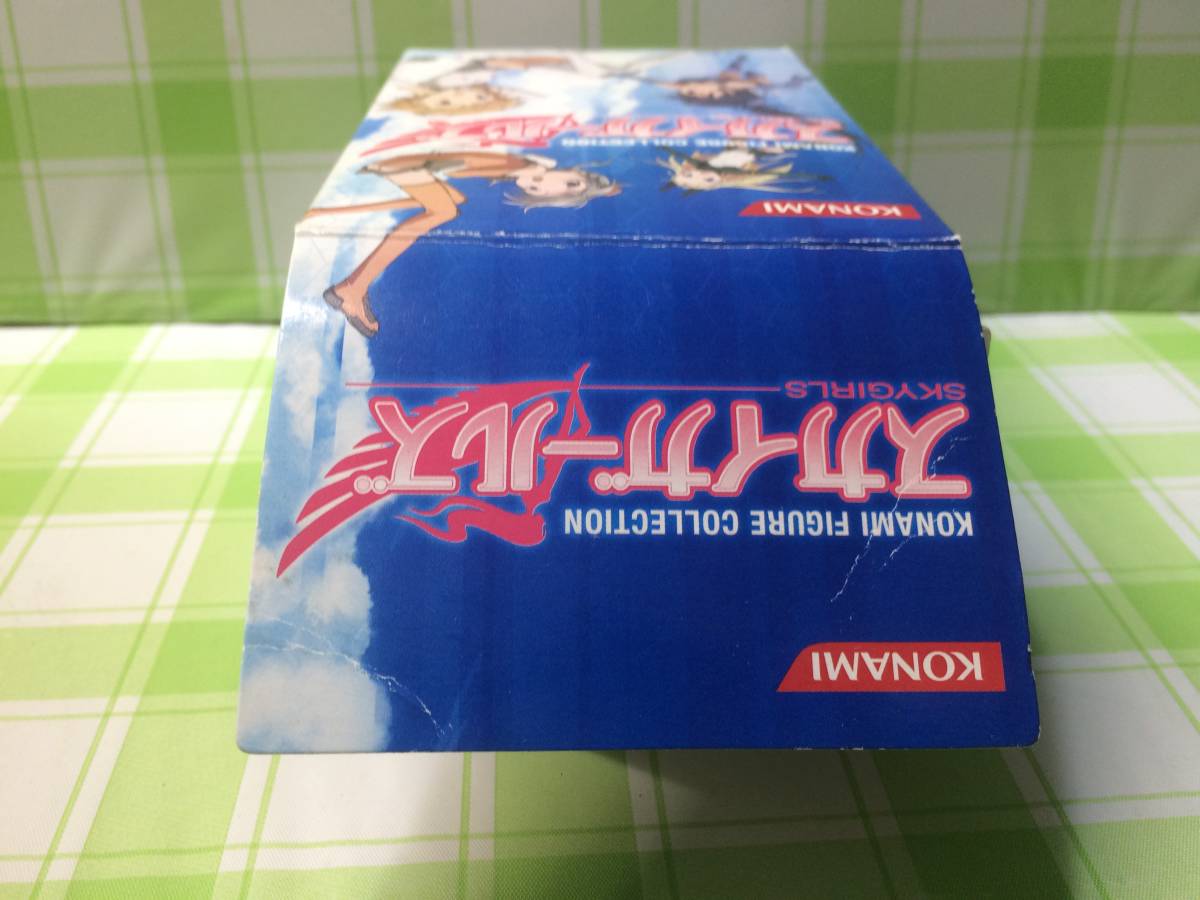 KONAMI
KONAMI FIGURE COLLECTION
スカイガールズ
SKYGIRLS
KONAMI
KONAMI FIGURE COLLECTION
スカイガールズ